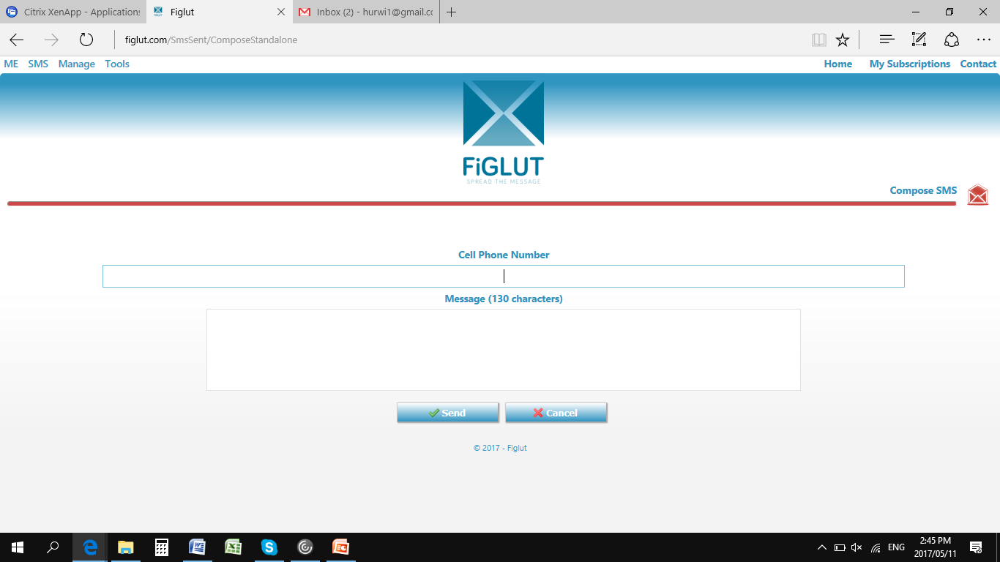 Citrix XenApp - Applications
Figlut
Inbox (2) - hurwi1@gmail.cc
figlut.com/SmsSent/ComposeStandalone
ME SMS Manage Tools
Home My Subscriptions Contact
FiGLUT
SPREAD THE MESSAGE
Compose SMS
Cell Phone Number
Message (130 characters)
Send Cancel
© 2017 - Figlut
ENG
2:45 PM
2017/05/11